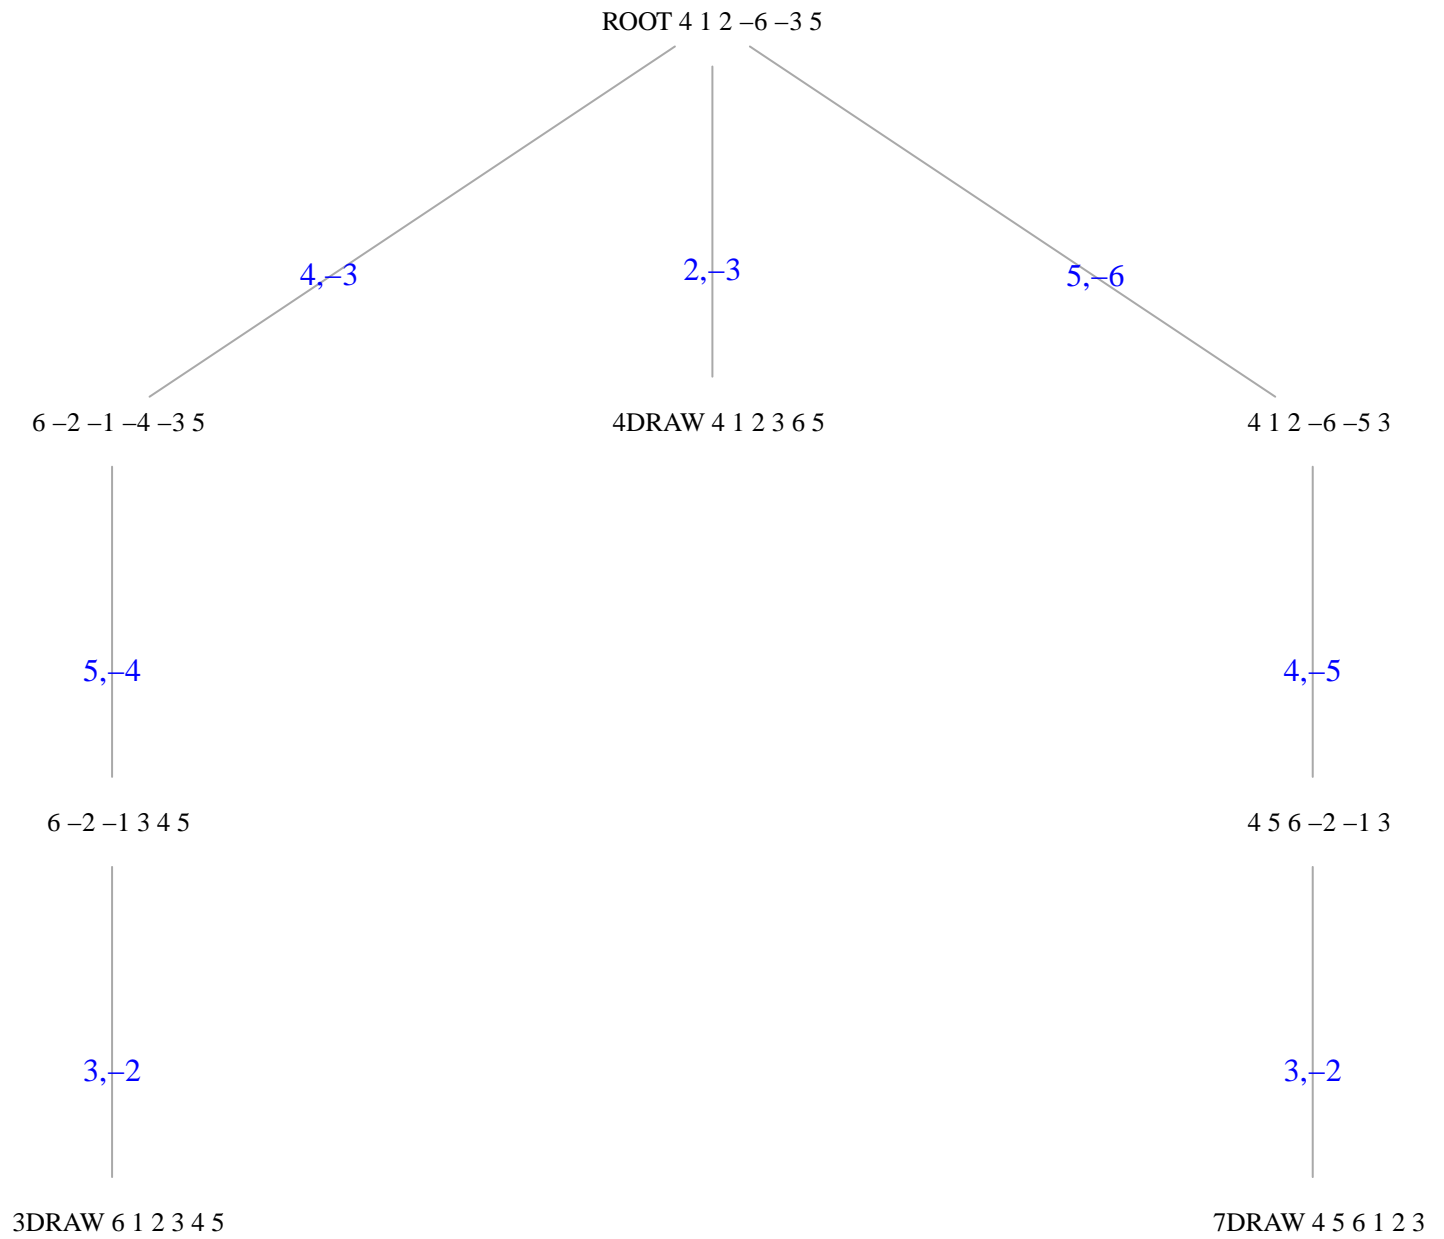 ROOT 4 1 2 –6 –3 5
4,–3
2,–3
5,–6
6 –2 –1 –4 –3 5
4DRAW 4 1 2 3 6 5
4 1 2 –6 –5 3
5,–4
4,–5
6 –2 –1 3 4 5
4 5 6 –2 –1 3
3,–2
3,–2
3DRAW 6 1 2 3 4 5
7DRAW 4 5 6 1 2 3